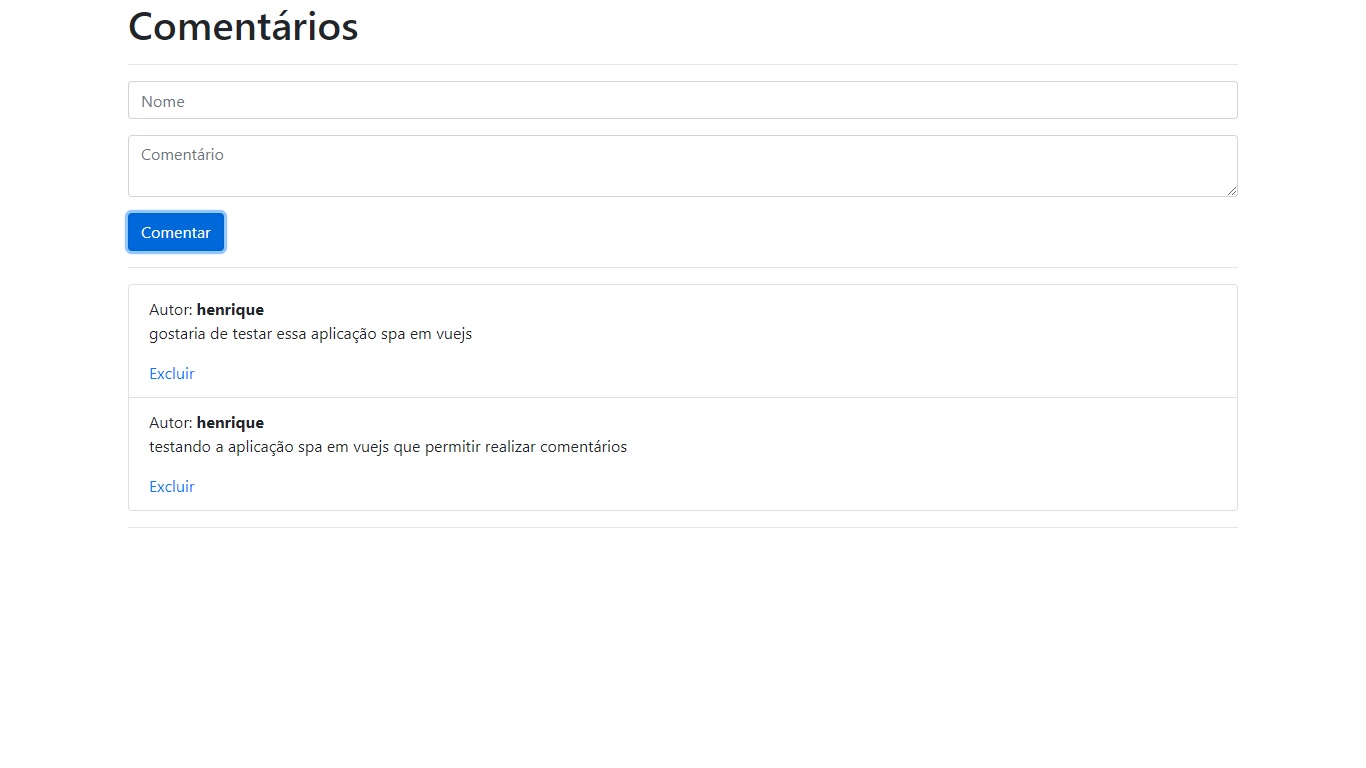 Comentários
Nome
Comentário
Comentar
Autor: henrique
gostaria de testar essa aplicação spa em vuejs
Excluir
Autor: henrique
testando a aplicação spa em vuejs que permitir realizar comentários
Excluir